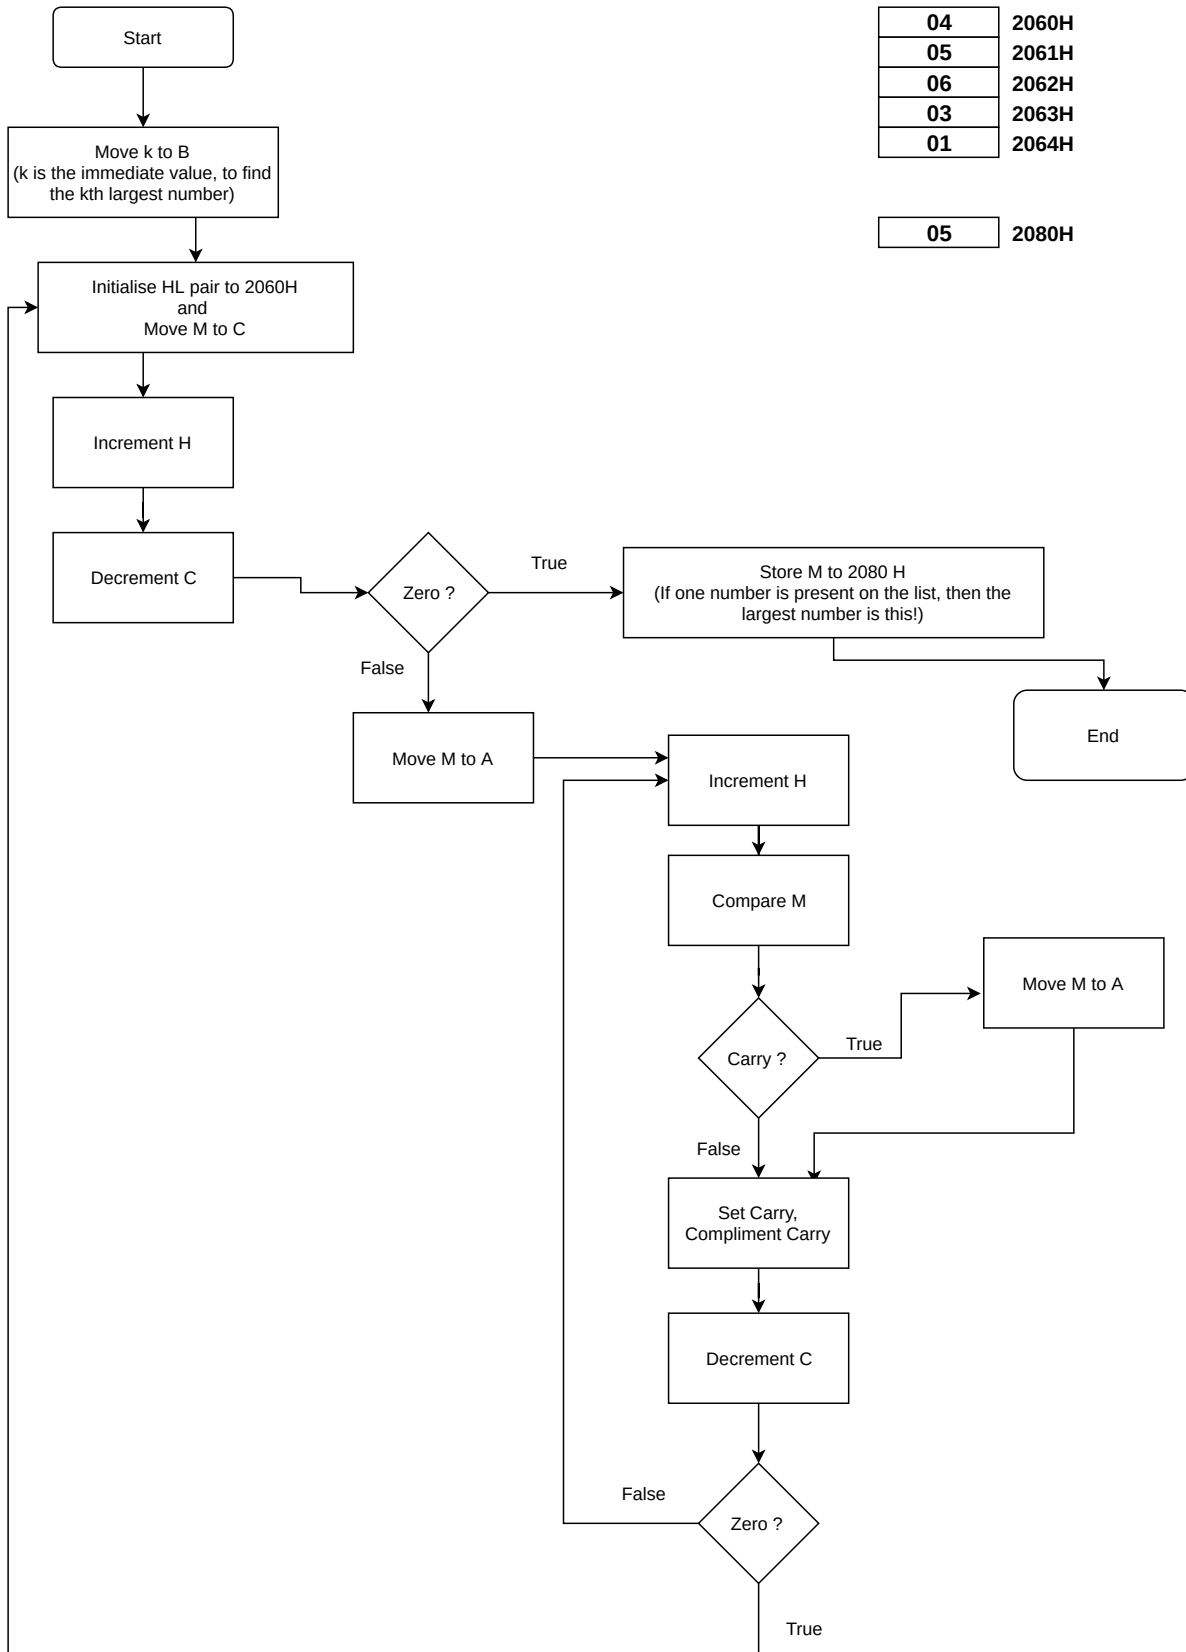 Start
04 2060H
05 2061H
06 2062H
03 2063H
01 2064H
05 2080H
Move k to B
(k is the immediate value, to find
the kth largest number)
Initialise HL pair to 2060H
and
Move M to C
Increment H
Decrement C
Zero ?
True
Store M to 2080 H
(If one number is present on the list, then the
largest number is this!)
End
False
Move M to A
Increment H
Compare M
Carry ?
True
Move M to A
False
Set Carry,
Compliment Carry
Decrement C
Zero ?
False
True